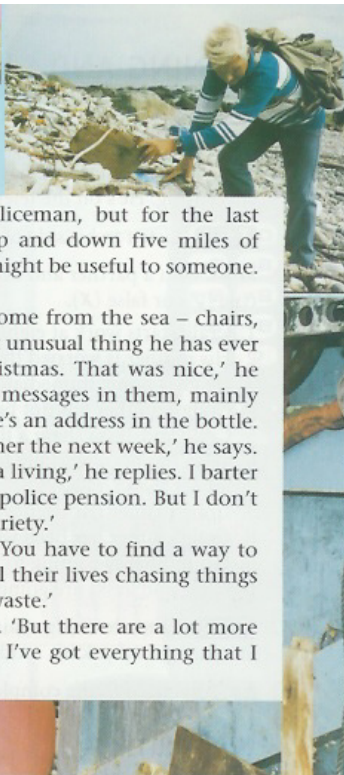 liceman, but for the last
p and down five miles of
might be useful to someone.
ome from the sea – chairs,
unusual thing he has ever
istmas. That was nice,’ he
messages in them, mainly
e’s an address in the bottle.
her the next week,’ he says.
a living,’ he replies. I barter
police pension. But I don’t
riety.’
You have to find a way to
l their lives chasing things
waste.’
. ‘But there are a lot more
I’ve got everything that I